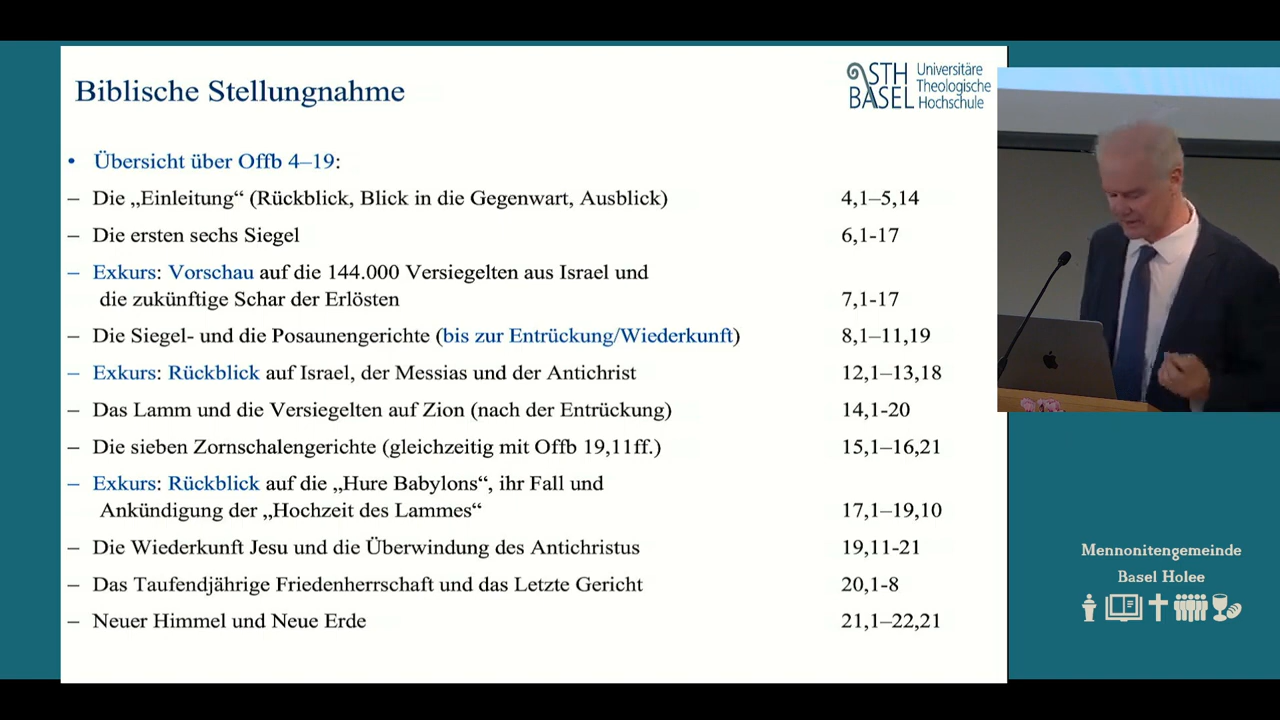 Biblische Stellungnahme
STH BASEL
Universitäre
Theologische
Hochschule
• Übersicht über Offb 4–19:
– Die „Einleitung“ (Rückblick, Blick in die Gegenwart, Ausblick) 4,1–5,14
– Die ersten sechs Siegel 6,1-17
– Exkurs: Vorschau auf die 144.000 Versiegelten aus Israel und
die zukünftige Schar der Erlösten 7,1-17
– Die Siegel- und die Posaunengerichte (bis zur Entrückung/Wiederkunft) 8,1–11,19
– Exkurs: Rückblick auf Israel, der Messias und der Antichrist 12,1–13,18
– Das Lamm und die Versiegelten auf Zion (nach der Entrückung) 14,1-20
– Die sieben Zornschalengerichte (gleichzeitig mit Offb 19,11ff.) 15,1–16,21
– Exkurs: Rückblick auf die „Hure Babylons“, ihr Fall und
Ankündigung der „Hochzeit des Lammes“ 17,1–19,10
– Die Wiederkunft Jesu und die Überwindung des Antichristus 19,11-21
– Das Taufendjährige Friedenherrschaft und das Letzte Gericht 20,1-8
– Neuer Himmel und Neue Erde 21,1–22,21
Mennonitengemeinde
Basel Holee